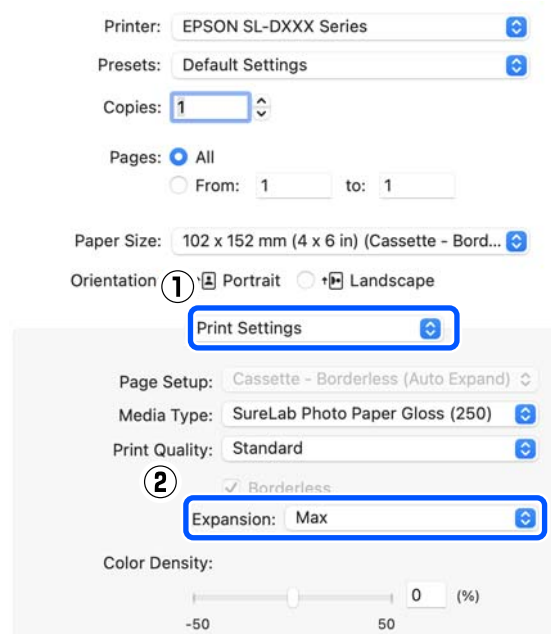 Printer: EPSON SL-DXXX Series
Presets: Default Settings
Copies: 1
Pages: All
From: 1 to: 1
Paper Size: 102 x 152 mm (4 x 6 in) (Cassette - Bord...
Orientation Portrait Landscape
1
Print Settings
Page Setup: Cassette - Borderless (Auto Expand)
Media Type: SureLab Photo Paper Gloss (250)
Print Quality: Standard
2
Borderless
Expansion: Max
Color Density:
0 (%)
-50 50